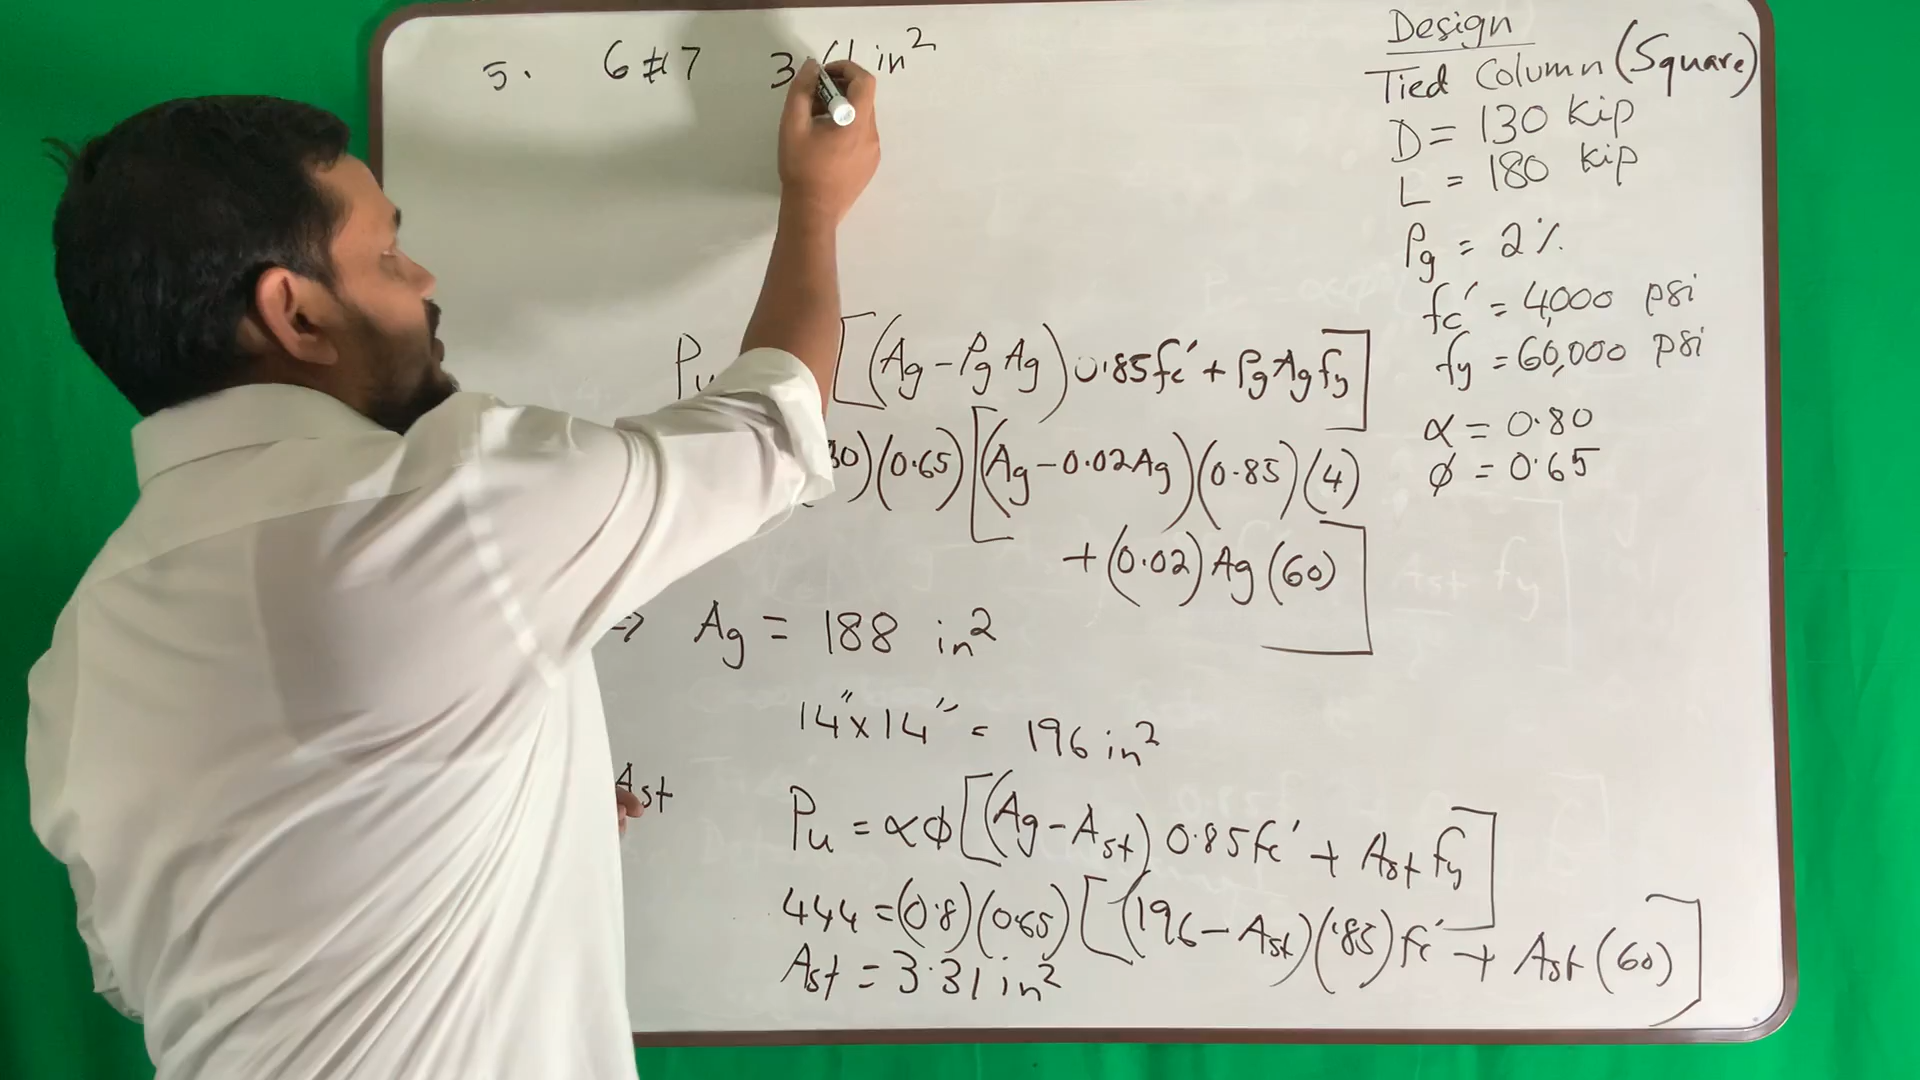 5. 6#7 in²
Design
Tied Column (Square)
D = 130 kip
L = 180 kip
ρg = 2%
fc' = 4,000 psi
fy = 60,000 psi
α = 0.80
φ = 0.65
Pu [(Ag - ρg Ag) 0.85fc' + ρg Ag fy]
(0.65) [(Ag - 0.02Ag)(0.85)(4)
+ (0.02) Ag (60)]
⇒ Ag = 188 in²
14" x 14" = 196 in²
Ast
Pu = αφ [(Ag - Ast) 0.85fc' + Ast fy]
444 = (0.8)(0.65) [(196 - Ast)(.85) fc' + Ast (60)]
Ast = 3.31 in²